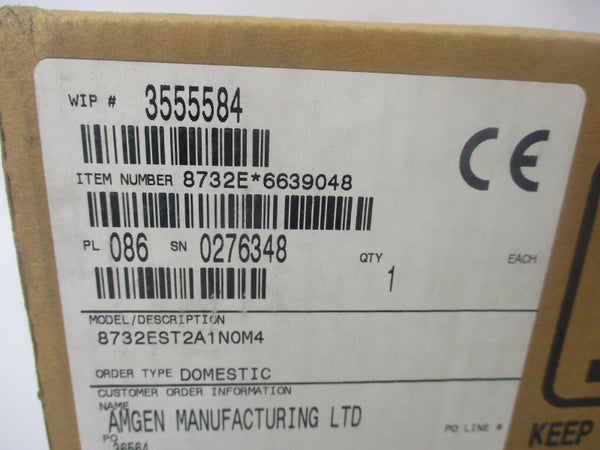 WIP # 3555584
CE
ITEM NUMBER 8732E*6639048
PL 086 SN 0276348 QTY 1 EACH
MODEL/DESCRIPTION
8732EST2A1N0M4
ORDER TYPE DOMESTIC
CUSTOMER ORDER INFORMATION
NAME
AMGEN MANUFACTURING LTD
PO PO LINE #
KEEP